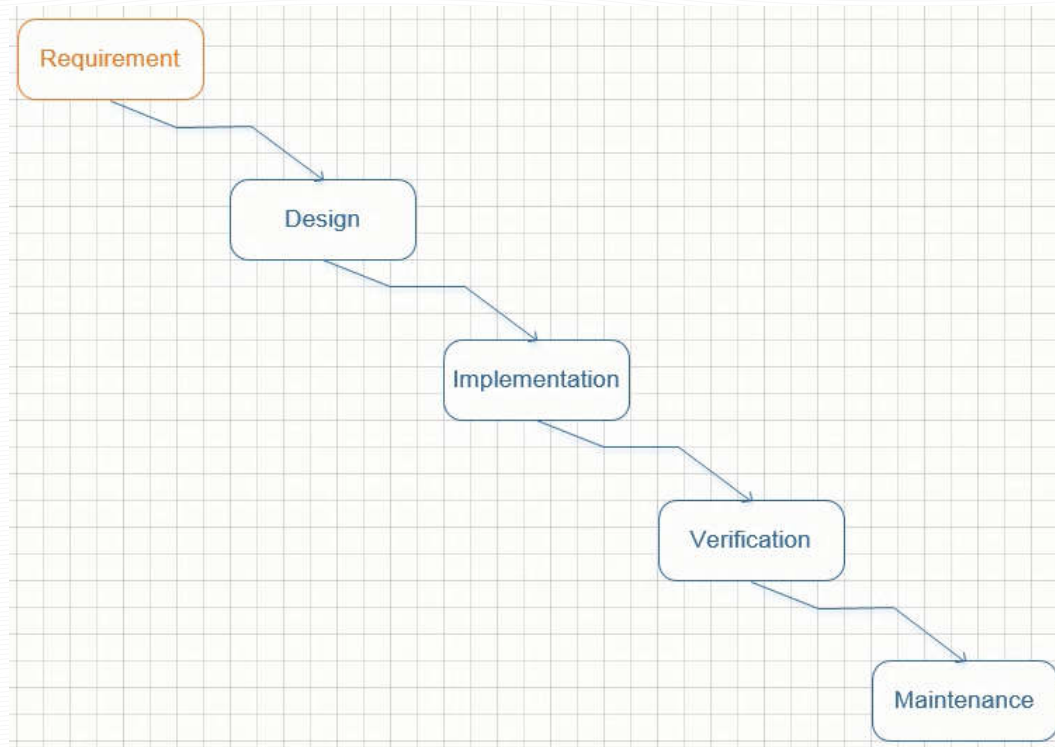 Requirement
Design
Implementation
Verification
Maintenance